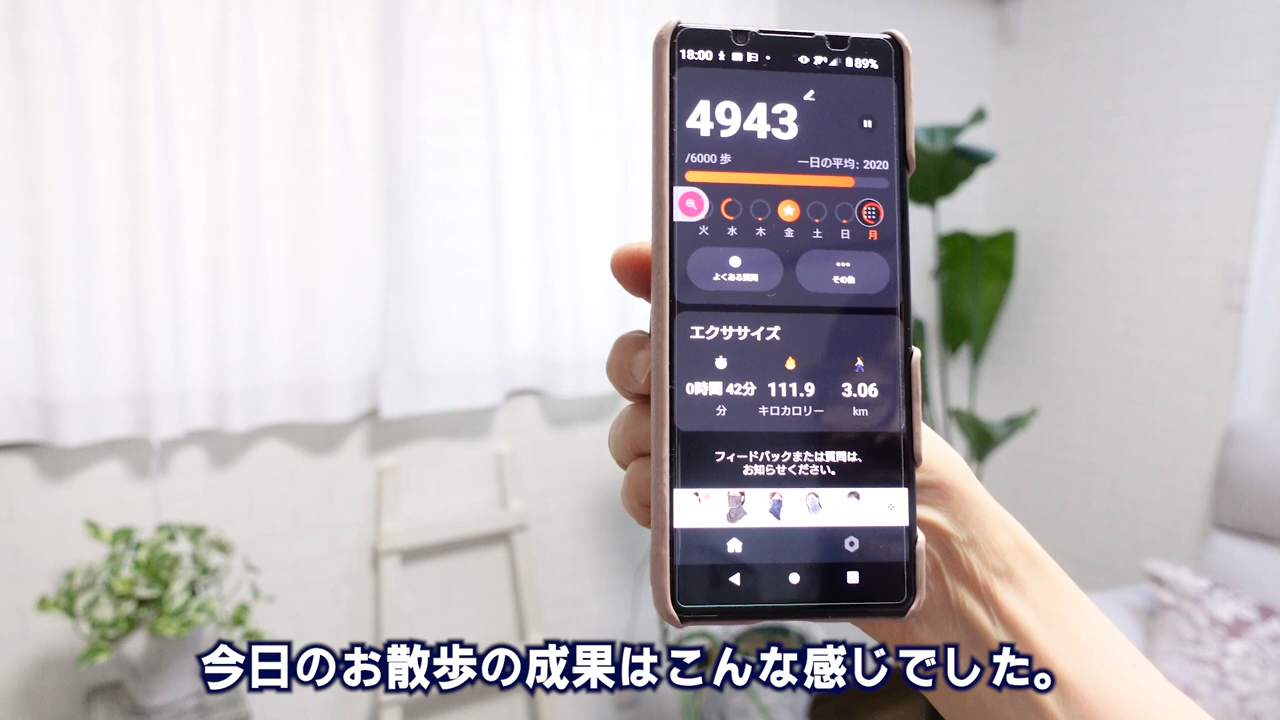 18:00
89%
4943
/6000 歩
一日の平均: 2020
火 水 木 金 土 日 月
よくある質問
その他
エクササイズ
0時間 42分
111.9
3.06
分
キロカロリー
km
フィードバックまたは質問は、
お知らせください。
今日のお散歩の成果はこんな感じでした。